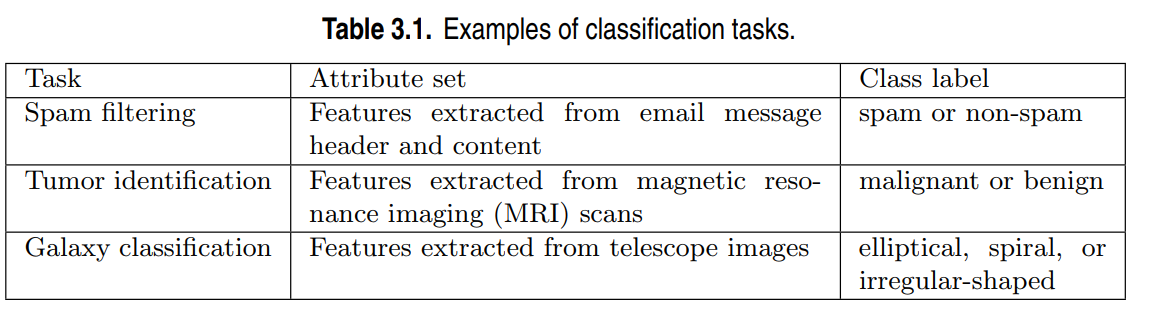 Table 3.1. Examples of classification tasks.
Task Attribute set Class label
Spam filtering Features extracted from email message spam or non-spam
header and content
Tumor identification Features extracted from magnetic reso- malignant or benign
nance imaging (MRI) scans
Galaxy classification Features extracted from telescope images elliptical, spiral, or
irregular-shaped